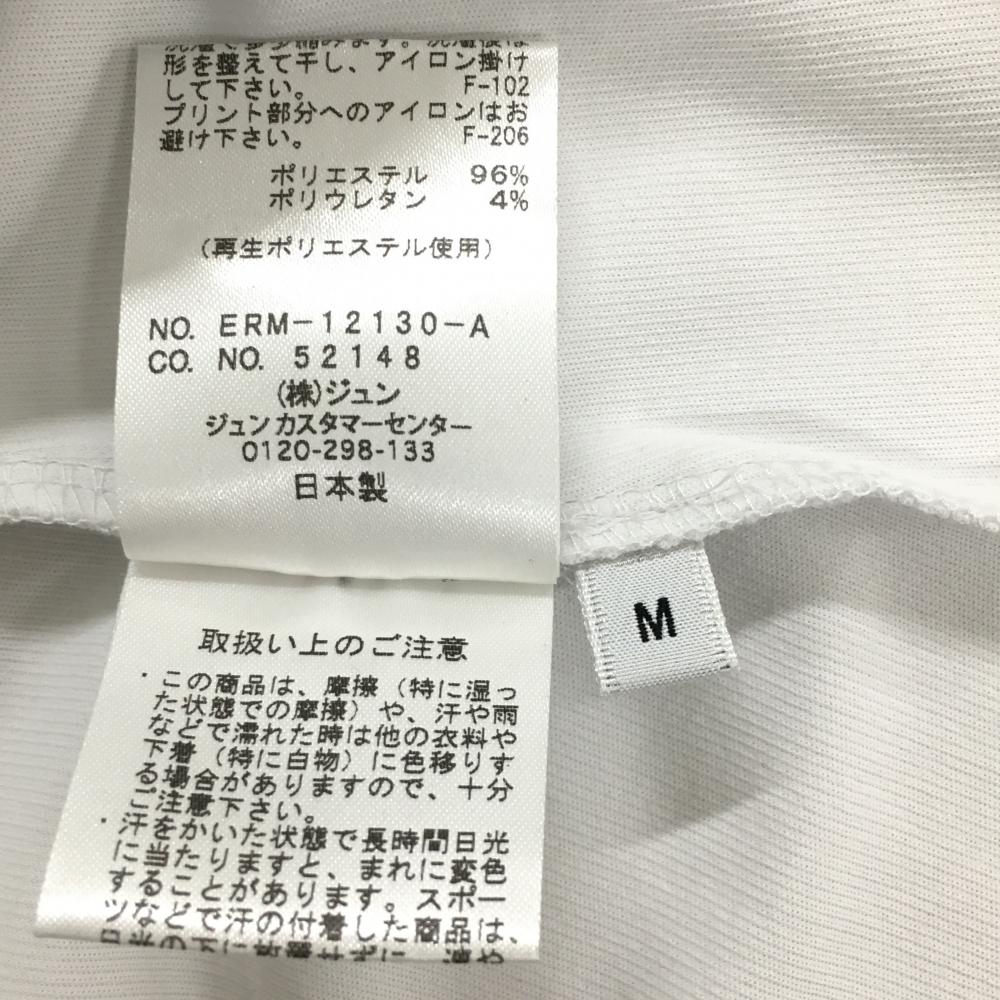 形を整えて干し、アイロン掛け
して下さい。 F-102
プリント部分へのアイロンはお
避け下さい。 F-206
ポリエステル 96%
ポリウレタン 4%
(再生ポリエステル使用)
NO. ERM-12130-A
CO. NO. 52148
(株)ジュン
ジュンカスタマーセンター
0120-298-133
日本製
M
取扱い上のご注意
・この商品は、摩擦(特に湿っ
た状態での摩擦)や、汗や雨
などで濡れた時は他の衣料や
下着(特に白物)に色移りす
る場合がありますので、十分
ご注意下さい。
・汗をかいた状態で長時間日光
に当たりますと、まれに変色
することがあります。スポー
ツなどで汗の付着した商品は、